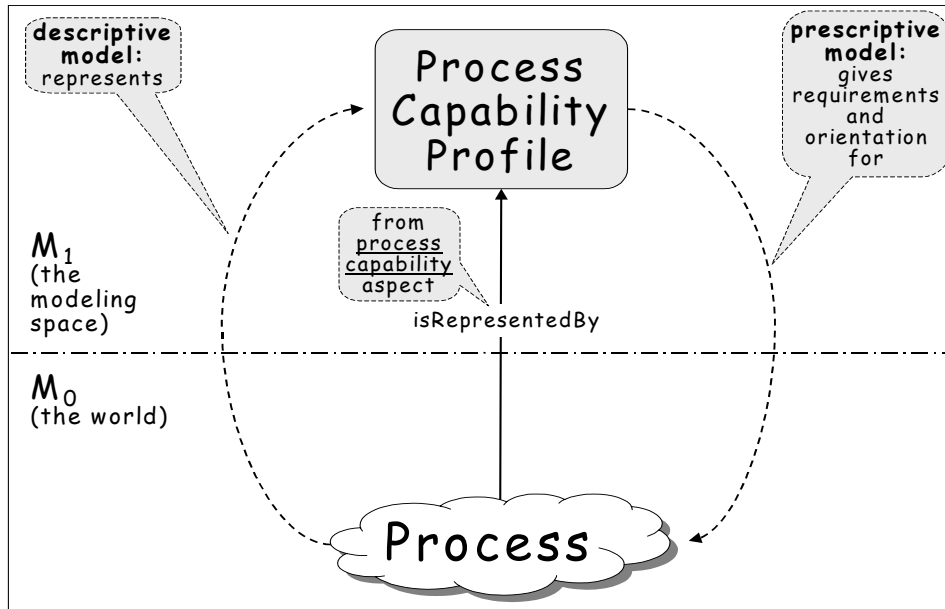 descriptive
model:
represents
Process
Capability
Profile
prescriptive
model:
gives
requirements
and
orientation
for
from
process
capability
aspect
M1
(the
modeling
space)
isRepresentedBy
M0
(the world)
Process